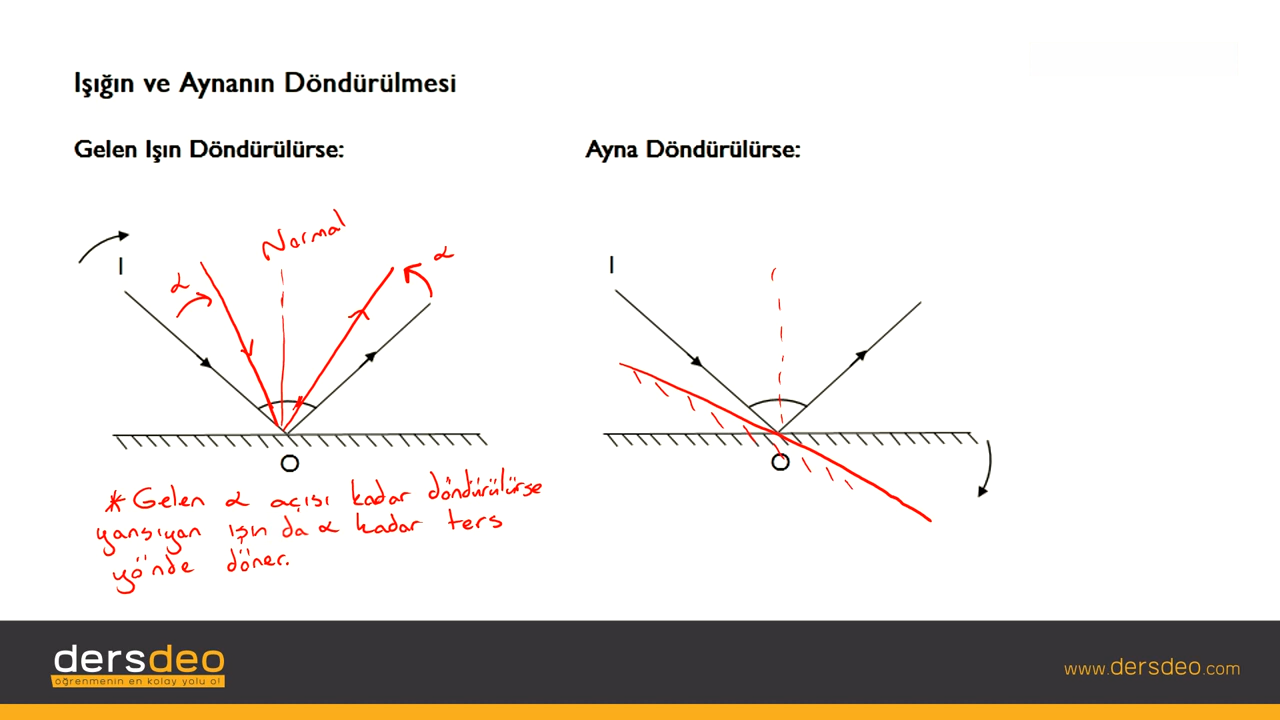 Işığın ve Aynanın Döndürülmesi
Gelen Işın Döndürülürse:
Ayna Döndürülürse:
Normal
α
α
I
I
O
O
* Gelen α açısı kadar döndürülürse
yansıyan ışın da α kadar ters
yönde döner.
dersdeo
öğrenmenin en kolay yolu o!
www.dersdeo.com